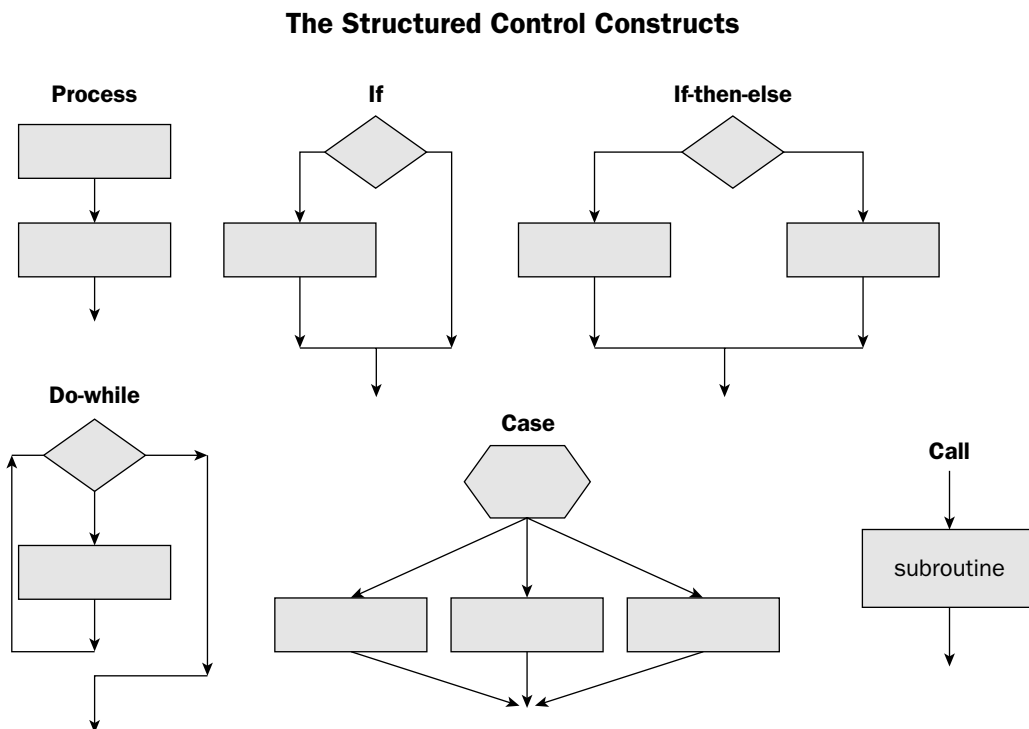 The Structured Control Constructs
Process
If
If-then-else
Do-while
Case
Call
subroutine